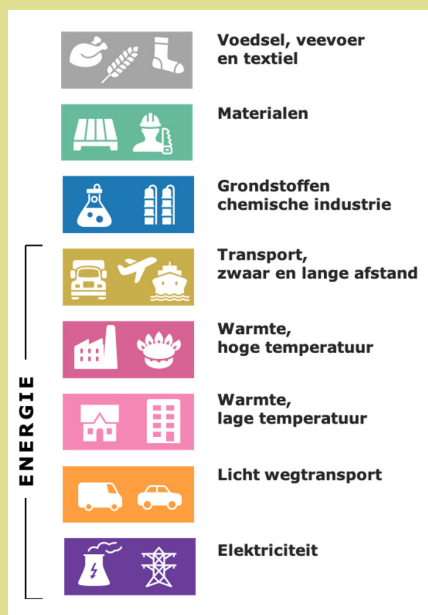 Voedsel, veevoer
en textiel
Materialen
Grondstoffen
chemische industrie
Transport,
zwaar en lange afstand
Warmte,
hoge temperatuur
Warmte,
lage temperatuur
Licht wegtransport
Elektriciteit
ENERGIE